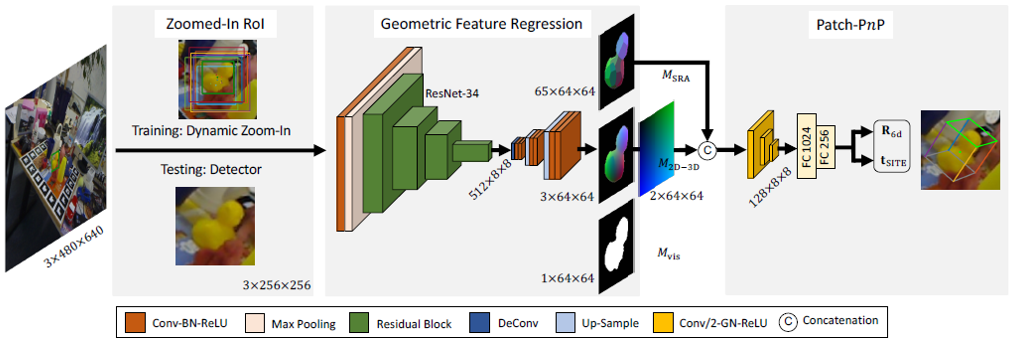 Zoomed-In RoI
Geometric Feature Regression
Patch-PnP
ResNet-34
65×64×64
M_SRA
Training: Dynamic Zoom-In
Testing: Detector
512×8×8
3×64×64
M_2D−3D
2×64×64
C
128×8×8
FC 1024
FC 256
R_6d
t_SITE
3×480×640
3×256×256
1×64×64
M_vis
Conv-BN-ReLU
Max Pooling
Residual Block
DeConv
Up-Sample
Conv/2-GN-ReLU
C
Concatenation